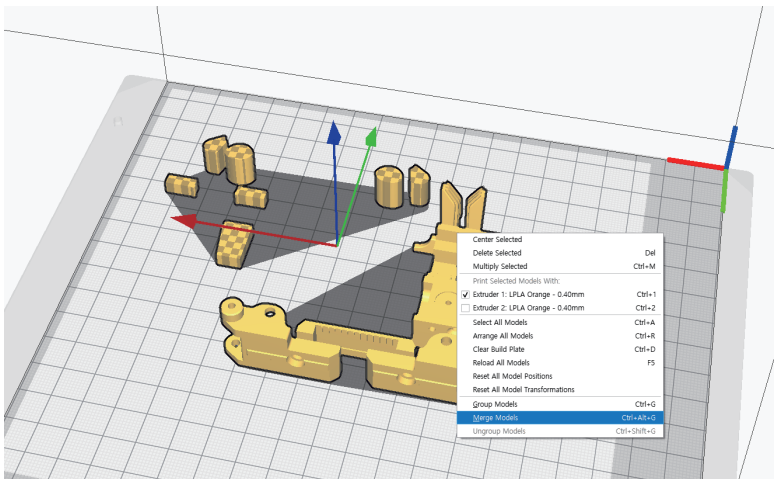 Center Selected
Delete Selected Del
Multiply Selected Ctrl+M
Print Selected Models With:
Extruder 1: LPLA Orange - 0.40mm Ctrl+1
Extruder 2: LPLA Orange - 0.40mm Ctrl+2
Select All Models Ctrl+A
Arrange All Models Ctrl+R
Clear Build Plate Ctrl+D
Reload All Models F5
Reset All Model Positions
Reset All Model Transformations
Group Models Ctrl+G
Merge Models Ctrl+Alt+G
Ungroup Models Ctrl+Shift+G